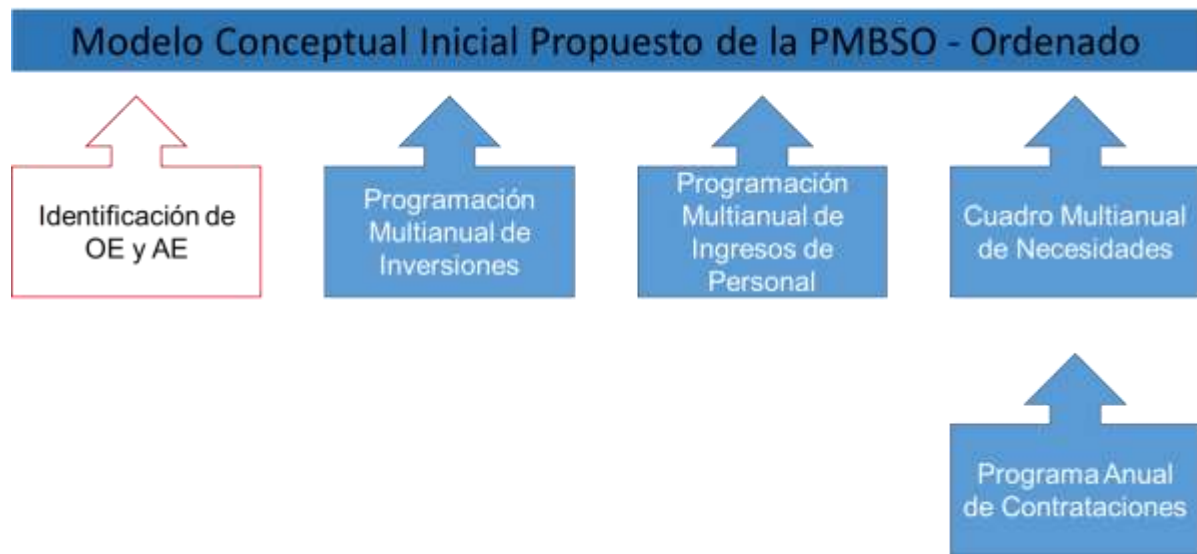 Modelo Conceptual Inicial Propuesto de la PMBSO - Ordenado
Identificación de
OE y AE
Programación
Multianual de
Inversiones
Programación
Multianual de
Ingresos de
Personal
Cuadro Multianual
de Necesidades
Programa Anual
de Contrataciones